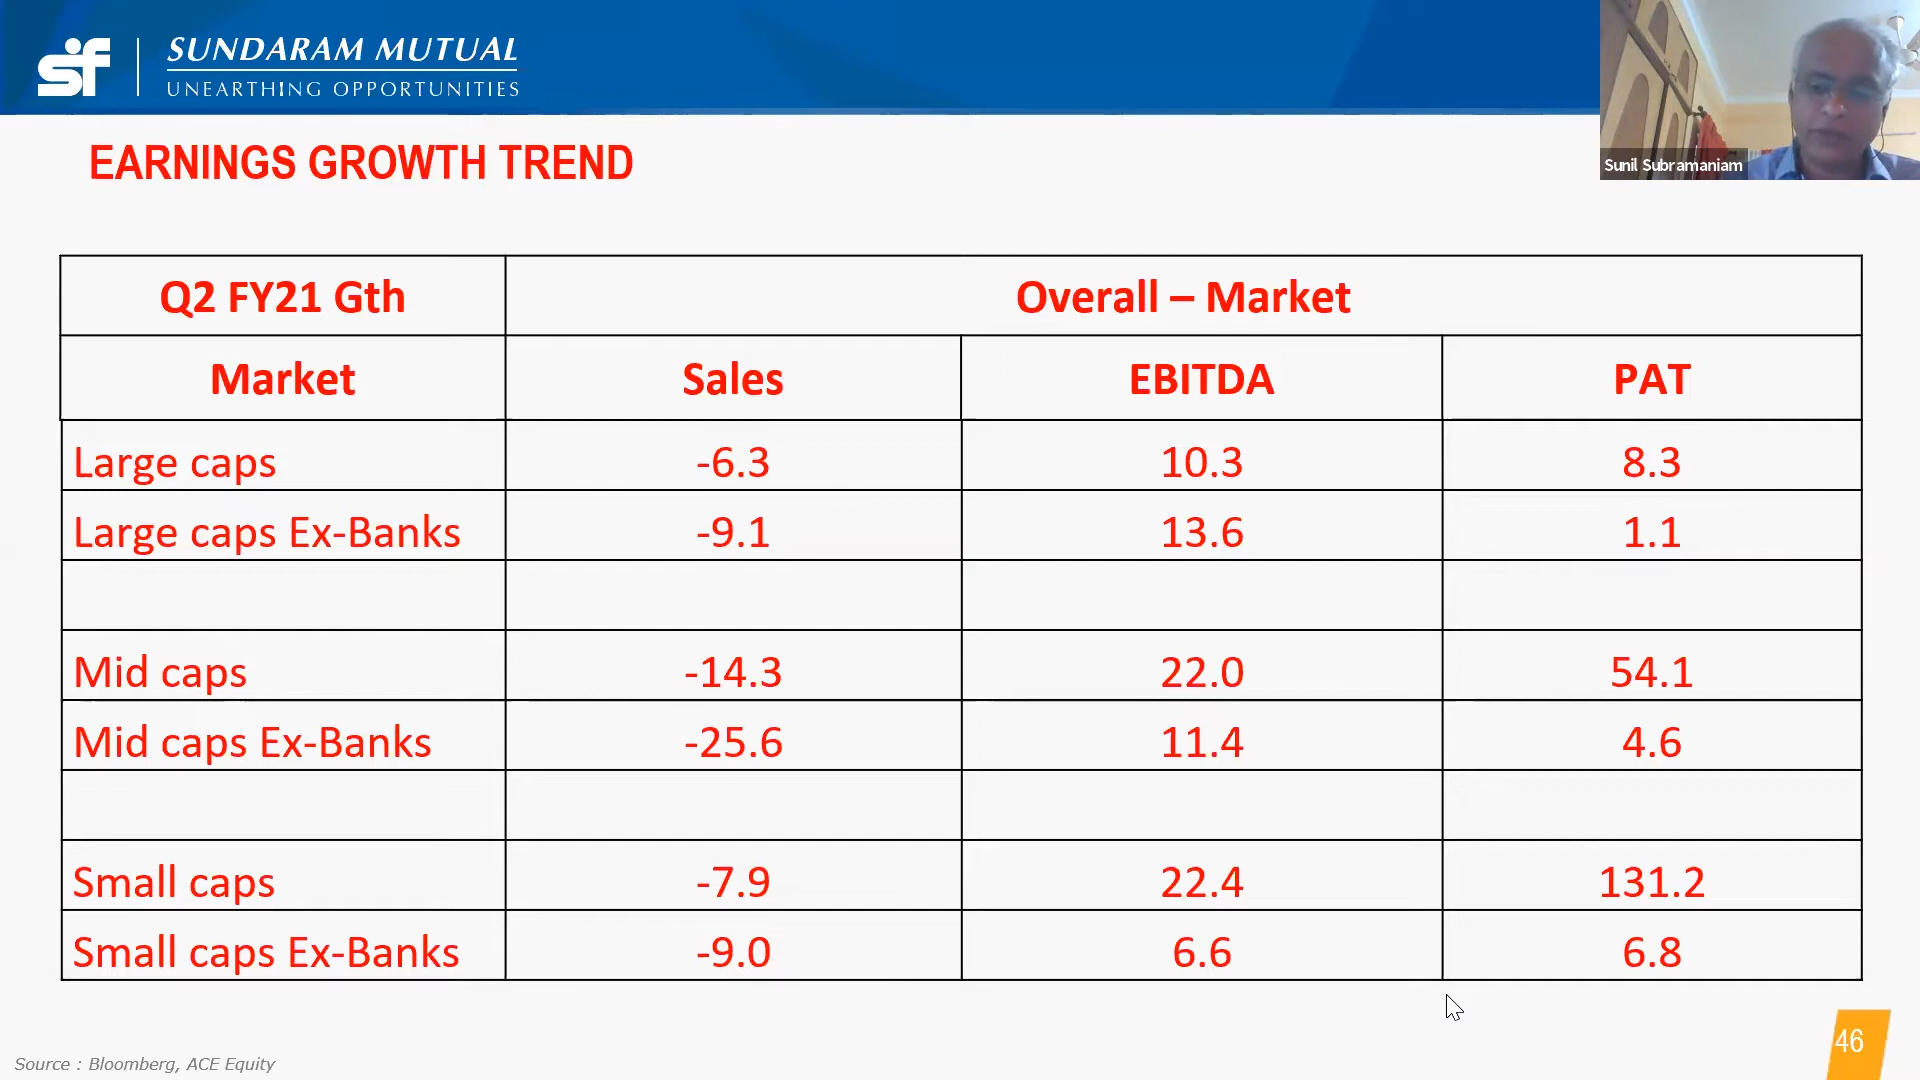 sf
SUNDARAM MUTUAL
UNEARTHING OPPORTUNITIES
Sunil Subramaniam
EARNINGS GROWTH TREND
Q2 FY21 Gth Overall – Market
Market Sales EBITDA PAT
Large caps -6.3 10.3 8.3
Large caps Ex-Banks -9.1 13.6 1.1
Mid caps -14.3 22.0 54.1
Mid caps Ex-Banks -25.6 11.4 4.6
Small caps -7.9 22.4 131.2
Small caps Ex-Banks -9.0 6.6 6.8
46
Source : Bloomberg, ACE Equity